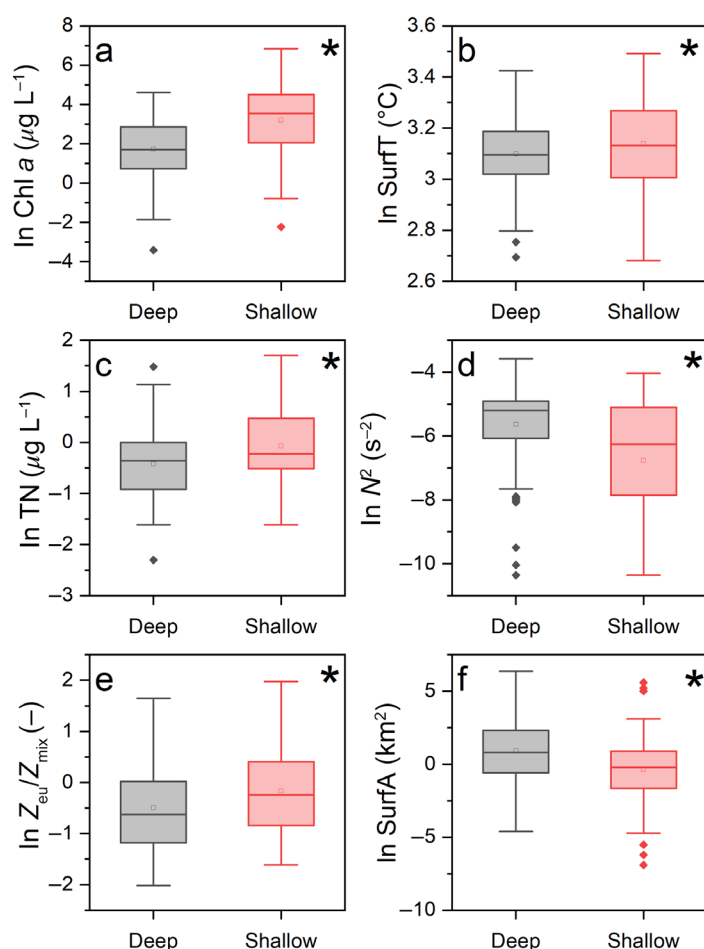 a
*
ln Chl a (μg L⁻¹)
8
6
4
2
0
–2
–4
Deep
Shallow
b
*
ln SurfT (°C)
3.6
3.4
3.2
3.0
2.8
2.6
Deep
Shallow
c
*
ln TN (μg L⁻¹)
2
1
0
–1
–2
–3
Deep
Shallow
d
*
ln N² (s⁻²)
–4
–6
–8
–10
Deep
Shallow
e
*
ln Zeu/Zmix (–)
2
1
0
–1
–2
Deep
Shallow
f
*
ln SurfA (km²)
5
0
–5
–10
Deep
Shallow